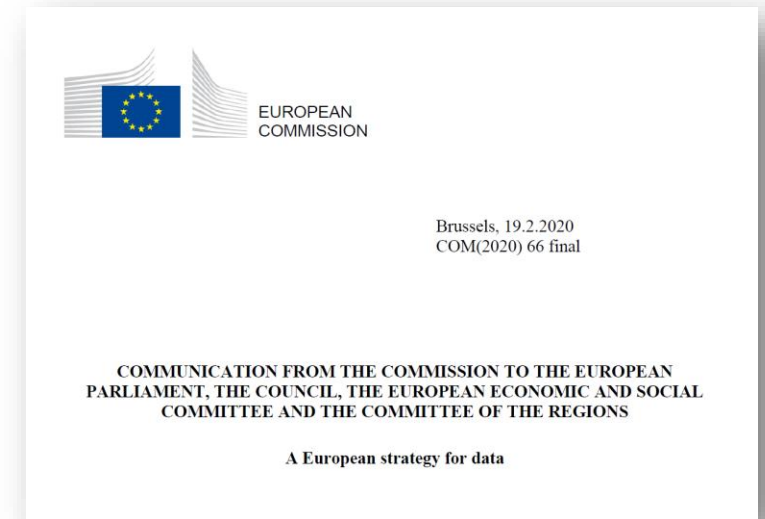 EUROPEAN
COMMISSION
Brussels, 19.2.2020
COM(2020) 66 final
COMMUNICATION FROM THE COMMISSION TO THE EUROPEAN
PARLIAMENT, THE COUNCIL, THE EUROPEAN ECONOMIC AND SOCIAL
COMMITTEE AND THE COMMITTEE OF THE REGIONS
A European strategy for data